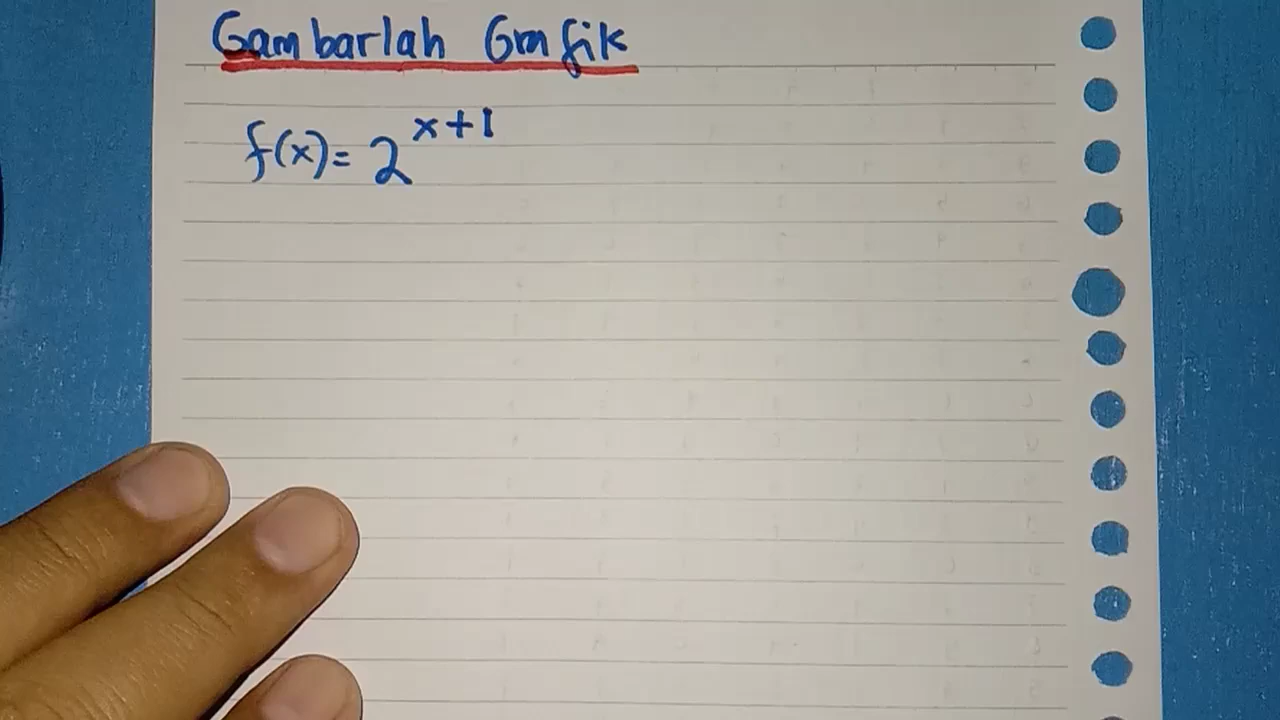 Gambarlah Grafik
f(x) = 2^{x+1}